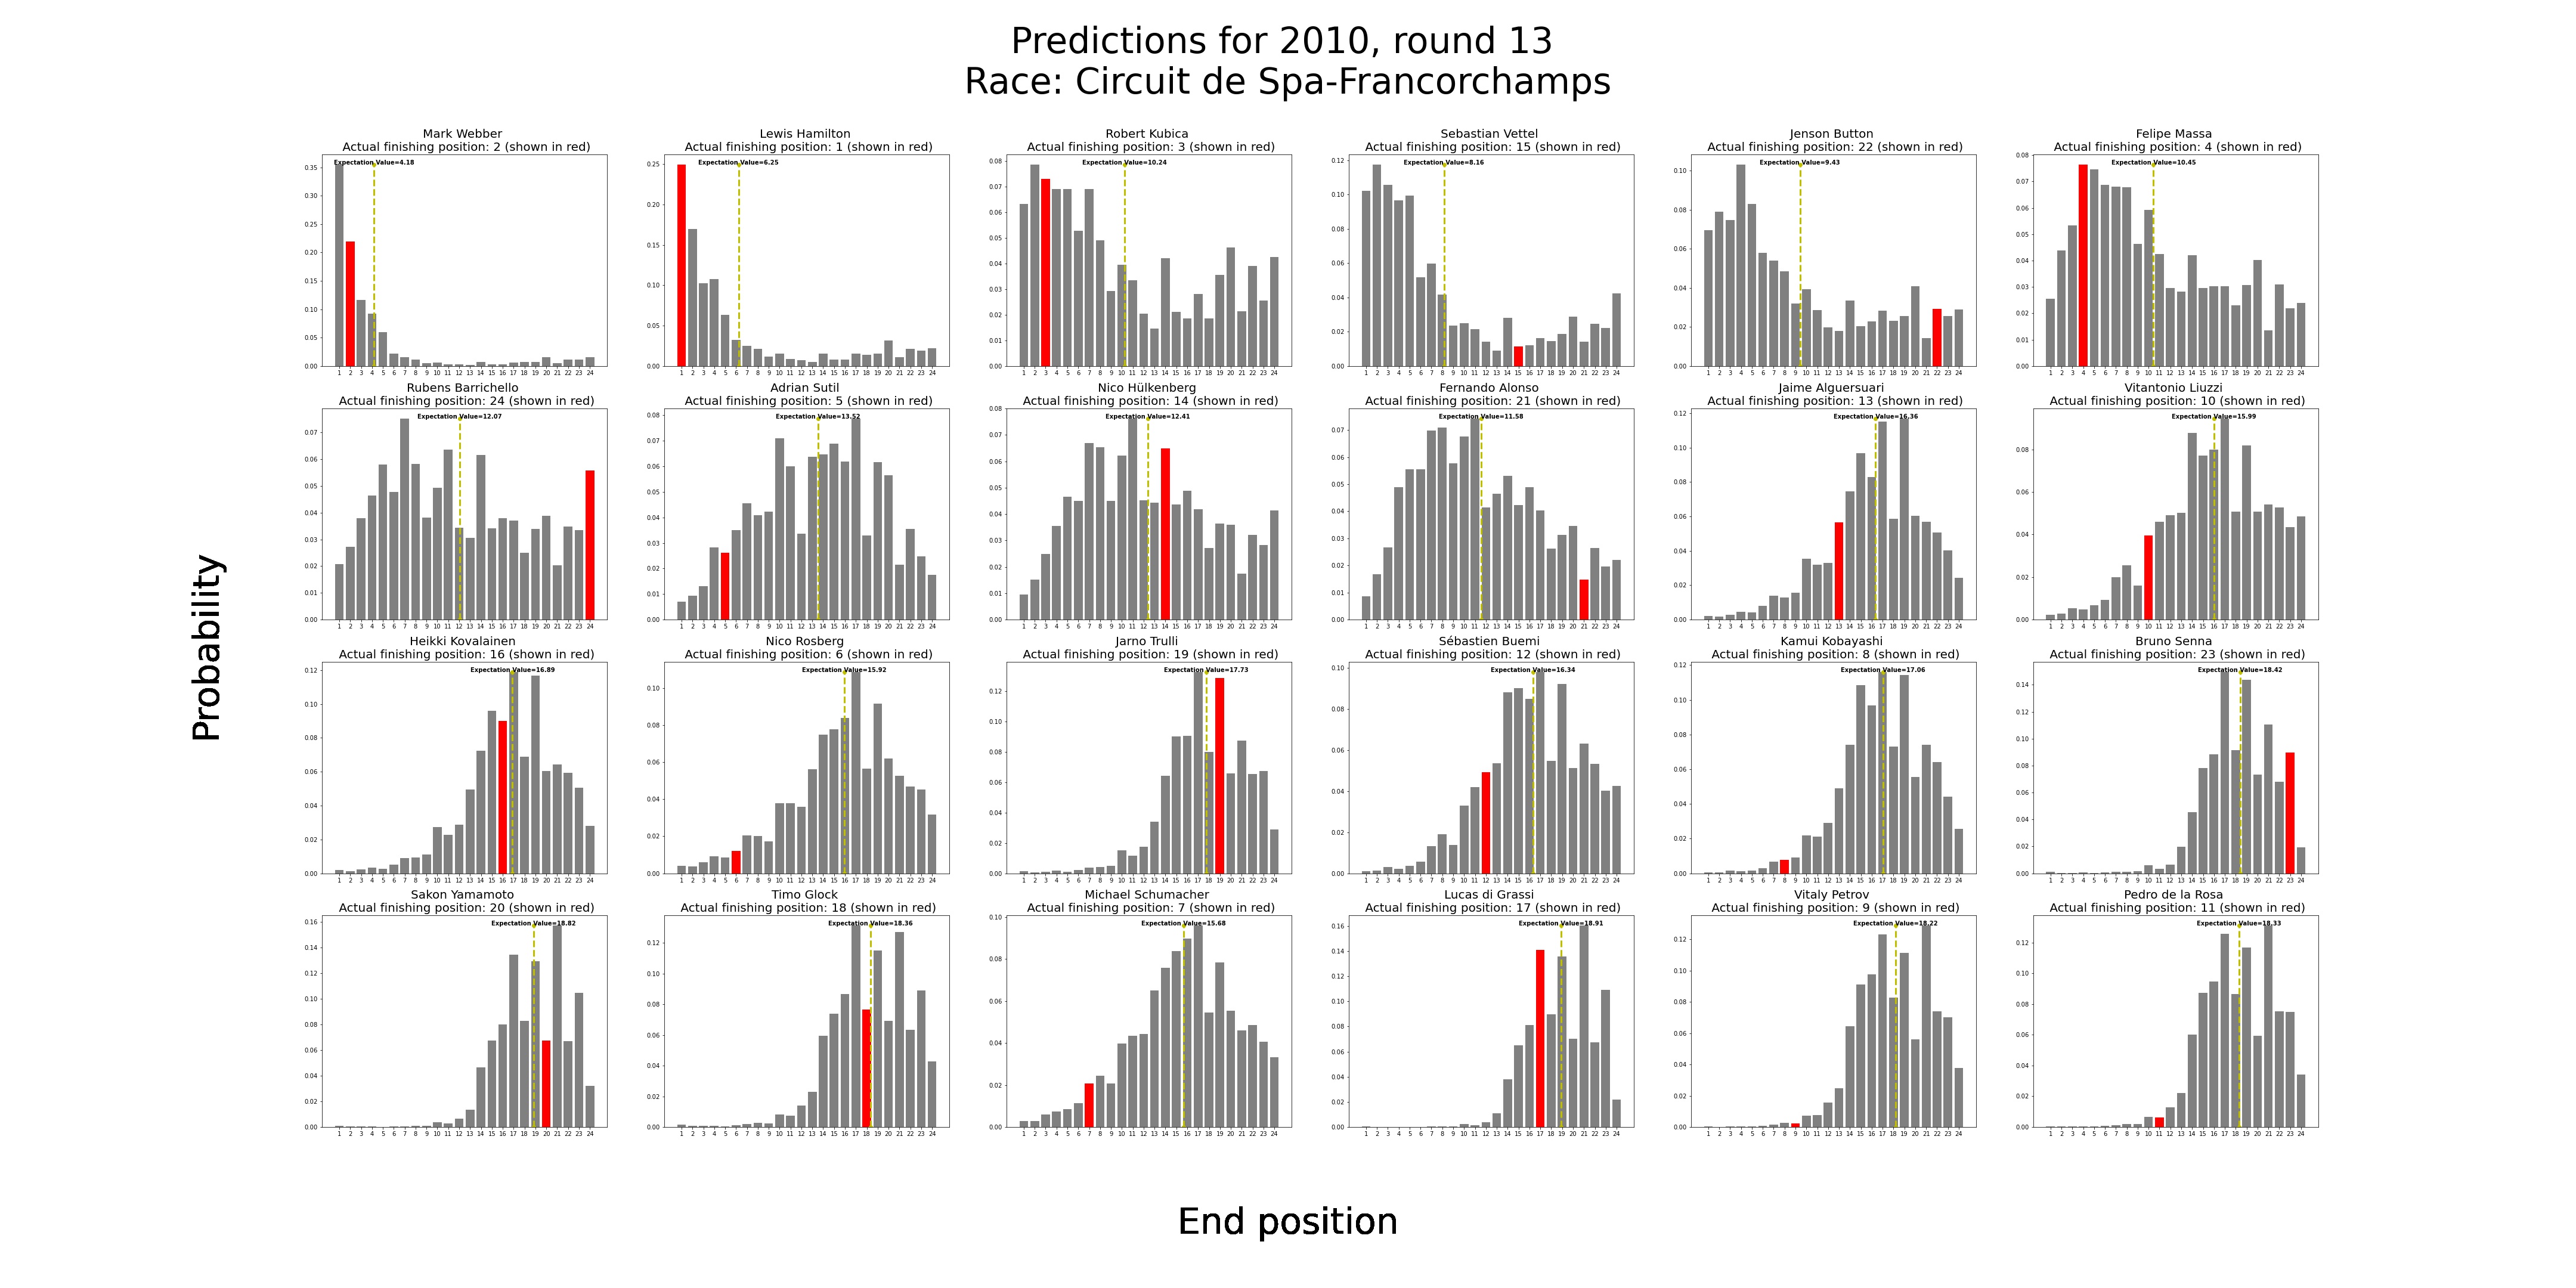 Predictions for 2010, round 13
Race: Circuit de Spa-Francorchamps
Mark Webber
Actual finishing position: 2 (shown in red)
Expectation Value=4.18
Lewis Hamilton
Actual finishing position: 1 (shown in red)
Expectation Value=6.25
Robert Kubica
Actual finishing position: 3 (shown in red)
Expectation Value=10.24
Sebastian Vettel
Actual finishing position: 15 (shown in red)
Expectation Value=8.16
Jenson Button
Actual finishing position: 22 (shown in red)
Expectation Value=9.43
Felipe Massa
Actual finishing position: 4 (shown in red)
Expectation Value=10.45
Rubens Barrichello
Actual finishing position: 24 (shown in red)
Expectation Value=12.07
Adrian Sutil
Actual finishing position: 5 (shown in red)
Expectation Value=13.52
Nico Hülkenberg
Actual finishing position: 14 (shown in red)
Expectation Value=12.41
Fernando Alonso
Actual finishing position: 21 (shown in red)
Expectation Value=11.58
Jaime Alguersuari
Actual finishing position: 13 (shown in red)
Expectation Value=16.36
Vitantonio Liuzzi
Actual finishing position: 10 (shown in red)
Expectation Value=15.99
Heikki Kovalainen
Actual finishing position: 16 (shown in red)
Expectation Value=16.89
Nico Rosberg
Actual finishing position: 6 (shown in red)
Expectation Value=15.92
Jarno Trulli
Actual finishing position: 19 (shown in red)
Expectation Value=17.73
Sébastien Buemi
Actual finishing position: 12 (shown in red)
Expectation Value=16.34
Kamui Kobayashi
Actual finishing position: 8 (shown in red)
Expectation Value=17.06
Bruno Senna
Actual finishing position: 23 (shown in red)
Expectation Value=18.42
Sakon Yamamoto
Actual finishing position: 20 (shown in red)
Expectation Value=18.82
Timo Glock
Actual finishing position: 18 (shown in red)
Expectation Value=18.36
Michael Schumacher
Actual finishing position: 7 (shown in red)
Expectation Value=15.68
Lucas di Grassi
Actual finishing position: 17 (shown in red)
Expectation Value=18.91
Vitaly Petrov
Actual finishing position: 9 (shown in red)
Expectation Value=18.22
Pedro de la Rosa
Actual finishing position: 11 (shown in red)
Expectation Value=18.33
Probability
End position